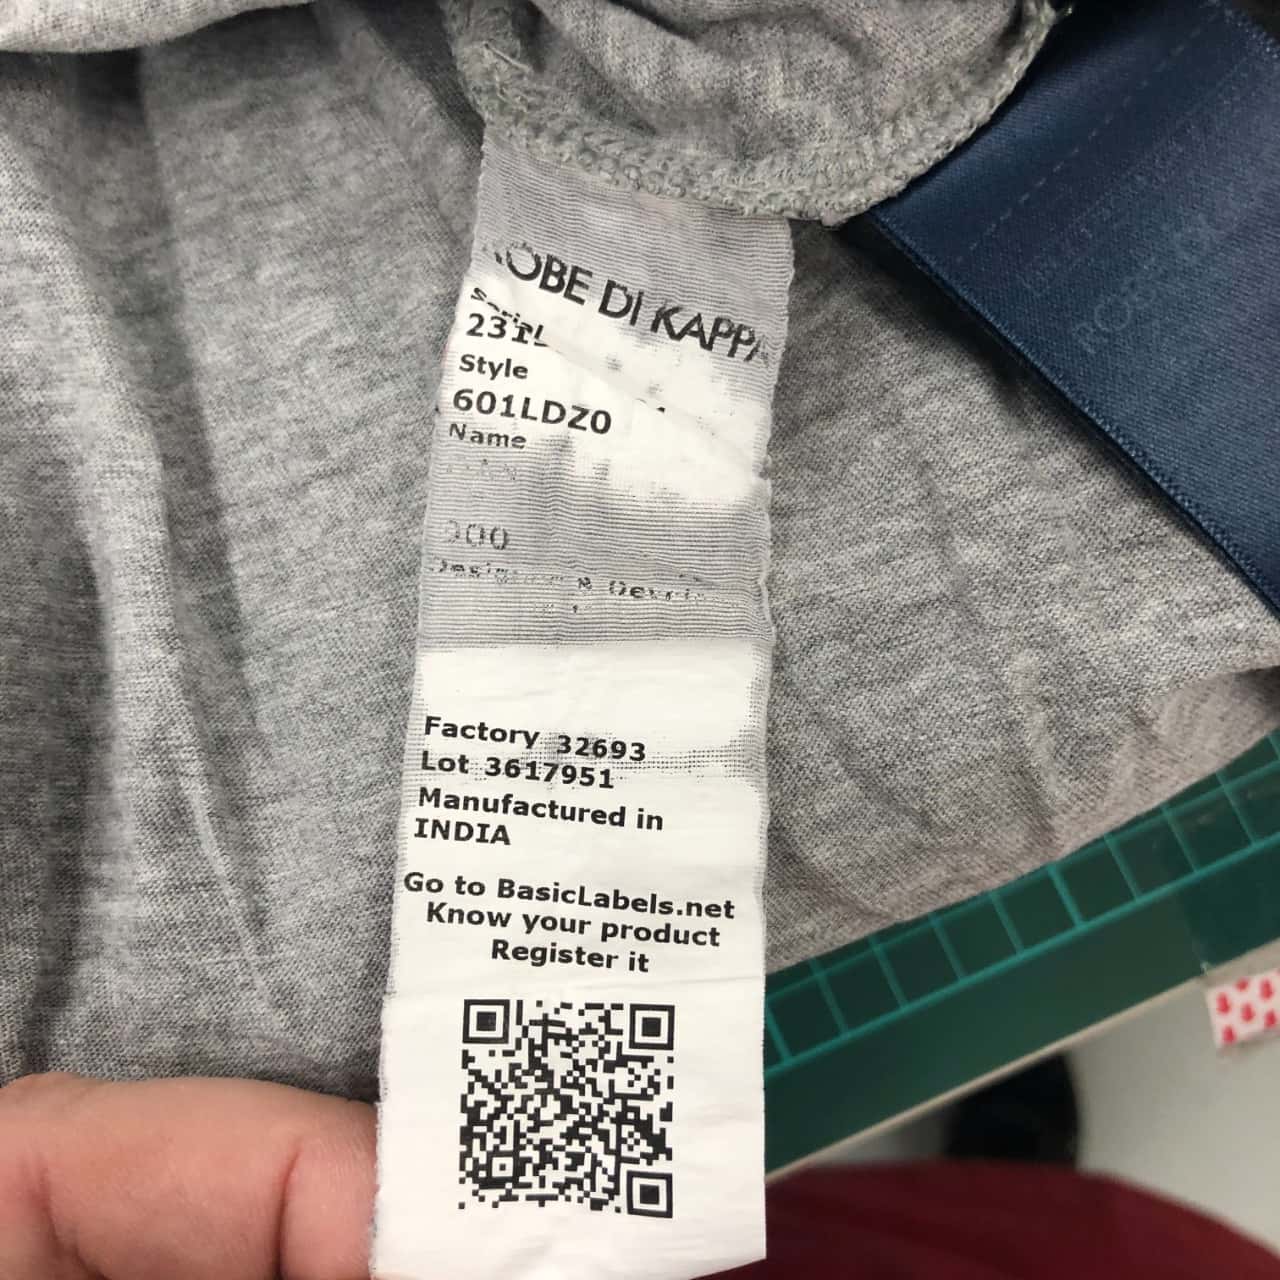 ROBE DI KAPPA
Style
601LDZ0
Name
Factory 32693
Lot 3617951
Manufactured in
INDIA
Go to BasicLabels.net
Know your product
Register it